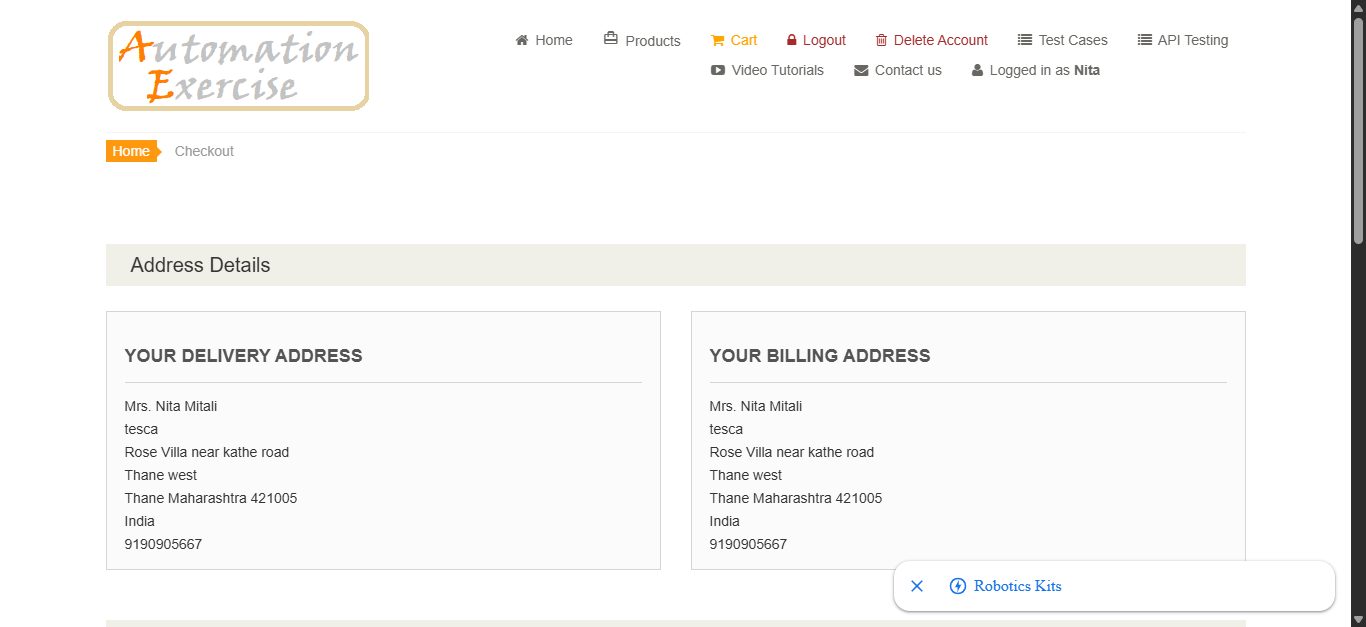 Automation
Exercise
Home Products Cart Logout Delete Account Test Cases API Testing
Video Tutorials Contact us Logged in as Nita
Home Checkout
Address Details
YOUR DELIVERY ADDRESS
Mrs. Nita Mitali
tesca
Rose Villa near kathe road
Thane west
Thane Maharashtra 421005
India
9190905667
YOUR BILLING ADDRESS
Mrs. Nita Mitali
tesca
Rose Villa near kathe road
Thane west
Thane Maharashtra 421005
India
9190905667
Robotics Kits